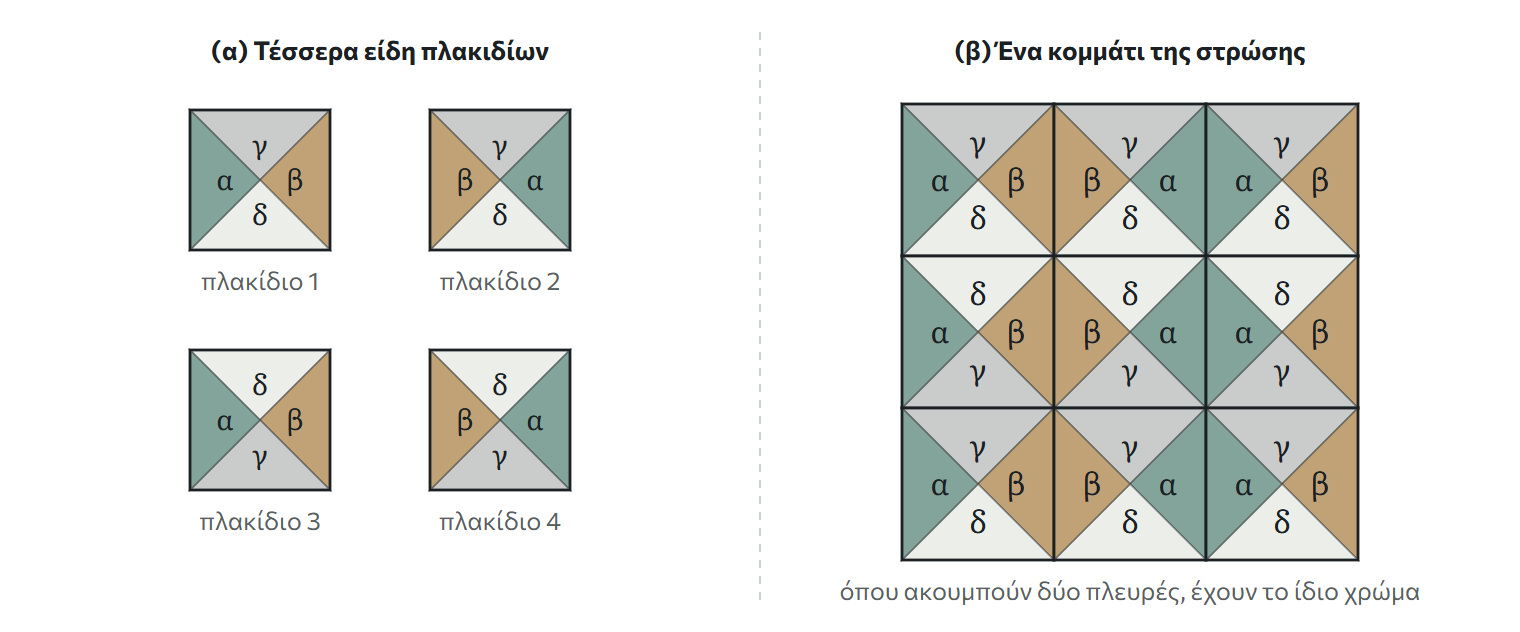 (α) Τέσσερα είδη πλακιδίων
γ
α β
δ
πλακίδιο 1
γ
β α
δ
πλακίδιο 2
δ
α β
γ
πλακίδιο 3
δ
β α
γ
πλακίδιο 4
(β) Ένα κομμάτι της στρώσης
γ γ γ
α β β α α β
δ δ δ
δ δ δ
α β β α α β
γ γ γ
γ γ γ
α β β α α β
δ δ δ
όπου ακουμπούν δύο πλευρές, έχουν το ίδιο χρώμα